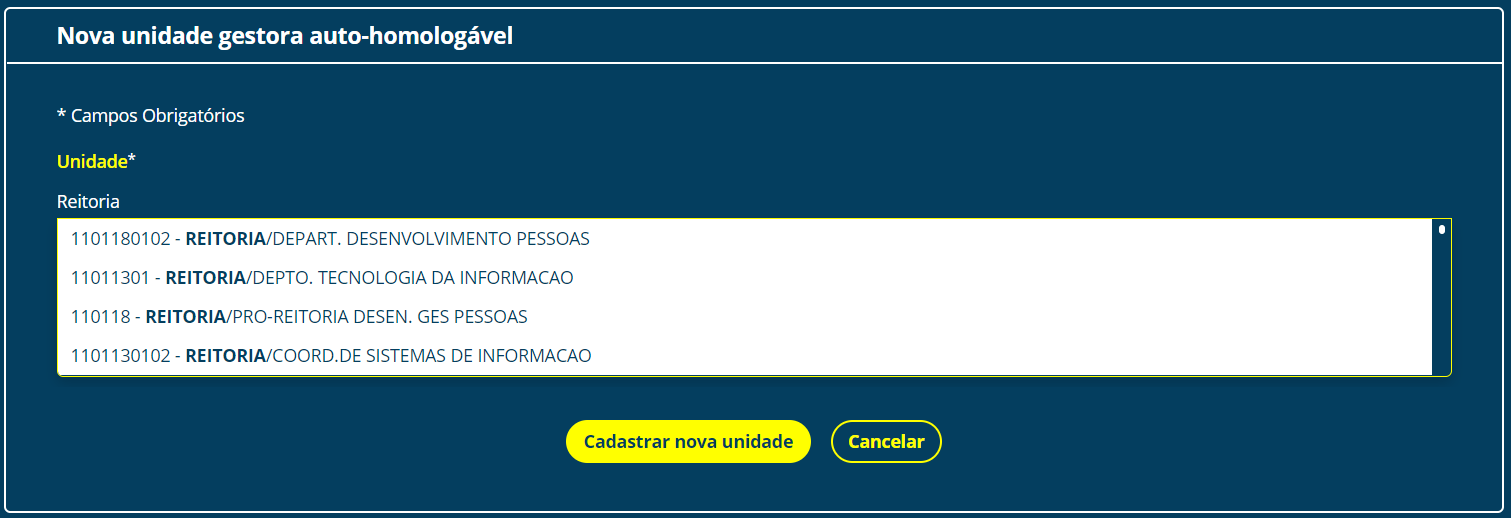 Nova unidade gestora auto-homologável
* Campos Obrigatórios
Unidade*
Reitoria
1101180102 - REITORIA/DEPART. DESENVOLVIMENTO PESSOAS
11011301 - REITORIA/DEPTO. TECNOLOGIA DA INFORMACAO
110118 - REITORIA/PRO-REITORIA DESEN. GES PESSOAS
1101130102 - REITORIA/COORD.DE SISTEMAS DE INFORMACAO
Cadastrar nova unidade Cancelar